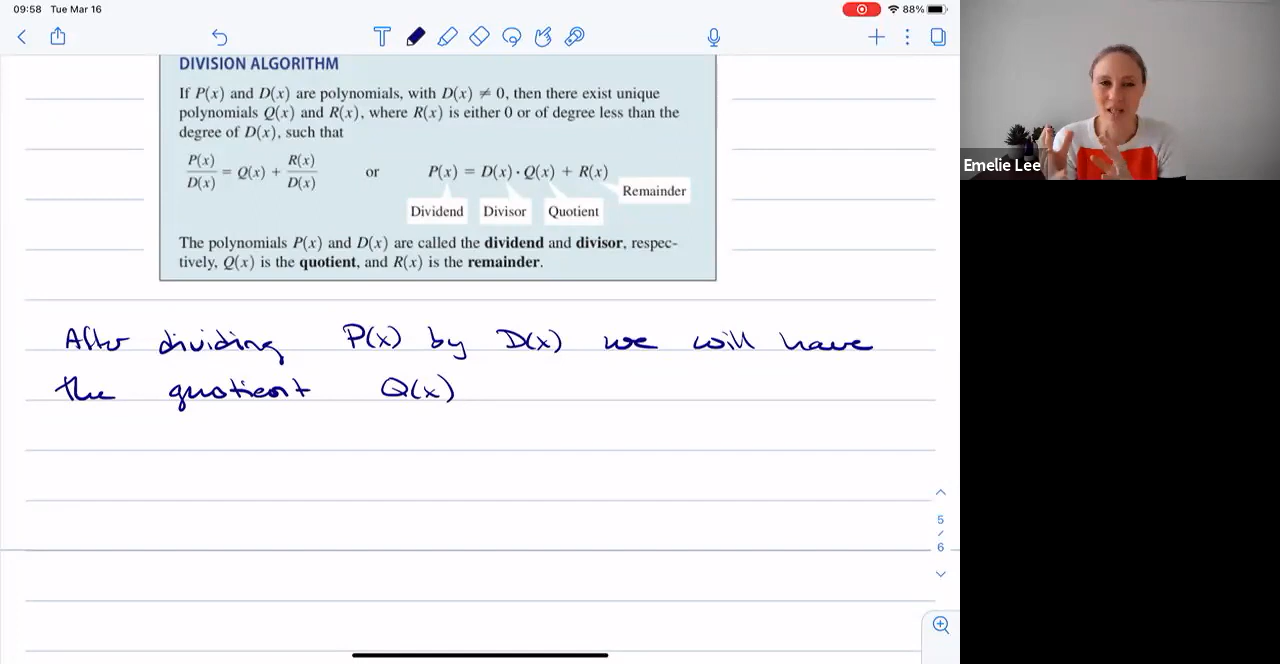 09:58 Tue Mar 16
88%
DIVISION ALGORITHM
If P(x) and D(x) are polynomials, with D(x) ≠ 0, then there exist unique
polynomials Q(x) and R(x), where R(x) is either 0 or of degree less than the
degree of D(x), such that
P(x)/D(x) = Q(x) + R(x)/D(x) or P(x) = D(x) · Q(x) + R(x)
Remainder
Dividend Divisor Quotient
The polynomials P(x) and D(x) are called the dividend and divisor, respec-
tively, Q(x) is the quotient, and R(x) is the remainder.
After dividing P(x) by D(x) we will have
the quotient Q(x)
5
/
6
Emelie Lee